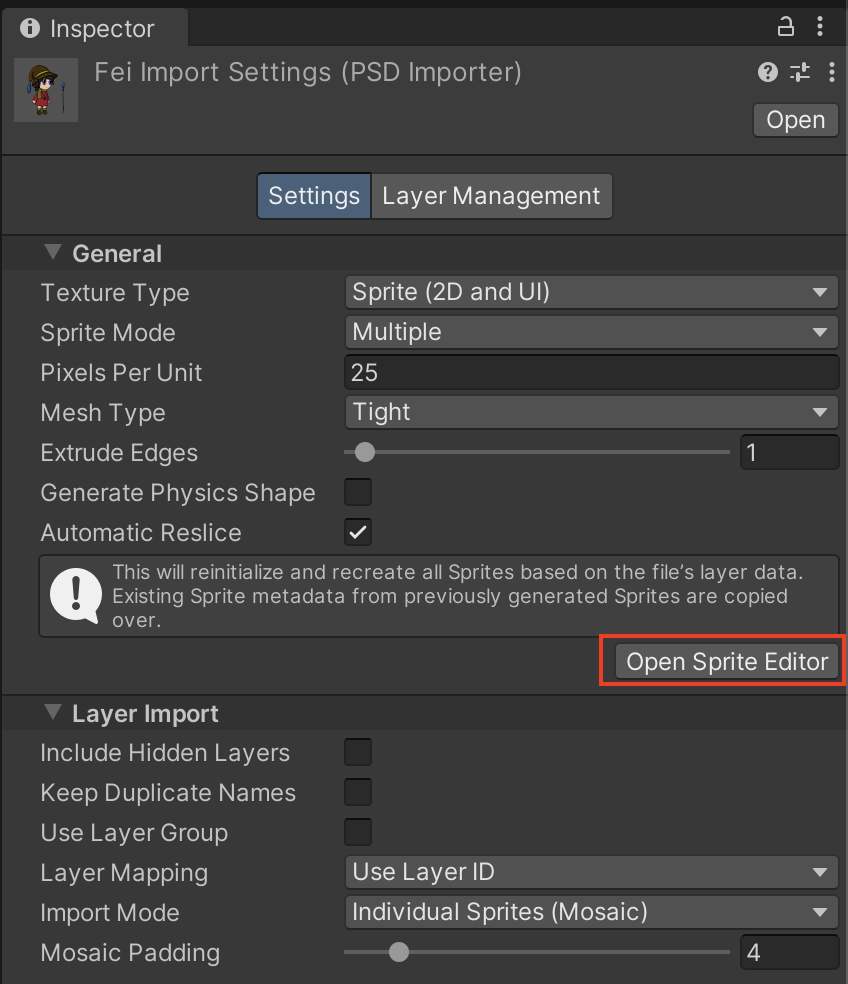 Inspector
Fei Import Settings (PSD Importer)
Open
Settings
Layer Management
General
Texture Type
Sprite (2D and UI)
Sprite Mode
Multiple
Pixels Per Unit
25
Mesh Type
Tight
Extrude Edges
1
Generate Physics Shape
Automatic Reslice
This will reinitialize and recreate all Sprites based on the file's layer data.
Existing Sprite metadata from previously generated Sprites are copied
over.
Open Sprite Editor
Layer Import
Include Hidden Layers
Keep Duplicate Names
Use Layer Group
Layer Mapping
Use Layer ID
Import Mode
Individual Sprites (Mosaic)
Mosaic Padding
4